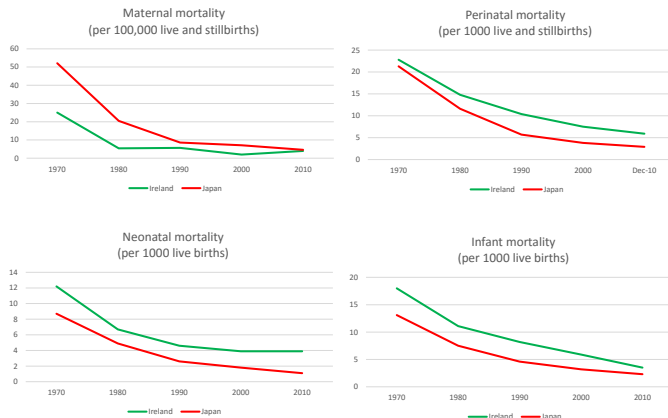 Maternal mortality
(per 100,000 live and stillbirths)
60
50
40
30
20
10
0
1970 1980 1990 2000 2010
Ireland Japan
Perinatal mortality
(per 1000 live and stillbirths)
25
20
15
10
5
0
1970 1980 1990 2000 Dec-10
Ireland Japan
Neonatal mortality
(per 1000 live births)
14
12
10
8
6
4
2
0
1970 1980 1990 2000 2010
Ireland Japan
Infant mortality
(per 1000 live births)
20
15
10
5
0
1970 1980 1990 2000 2010
Ireland Japan